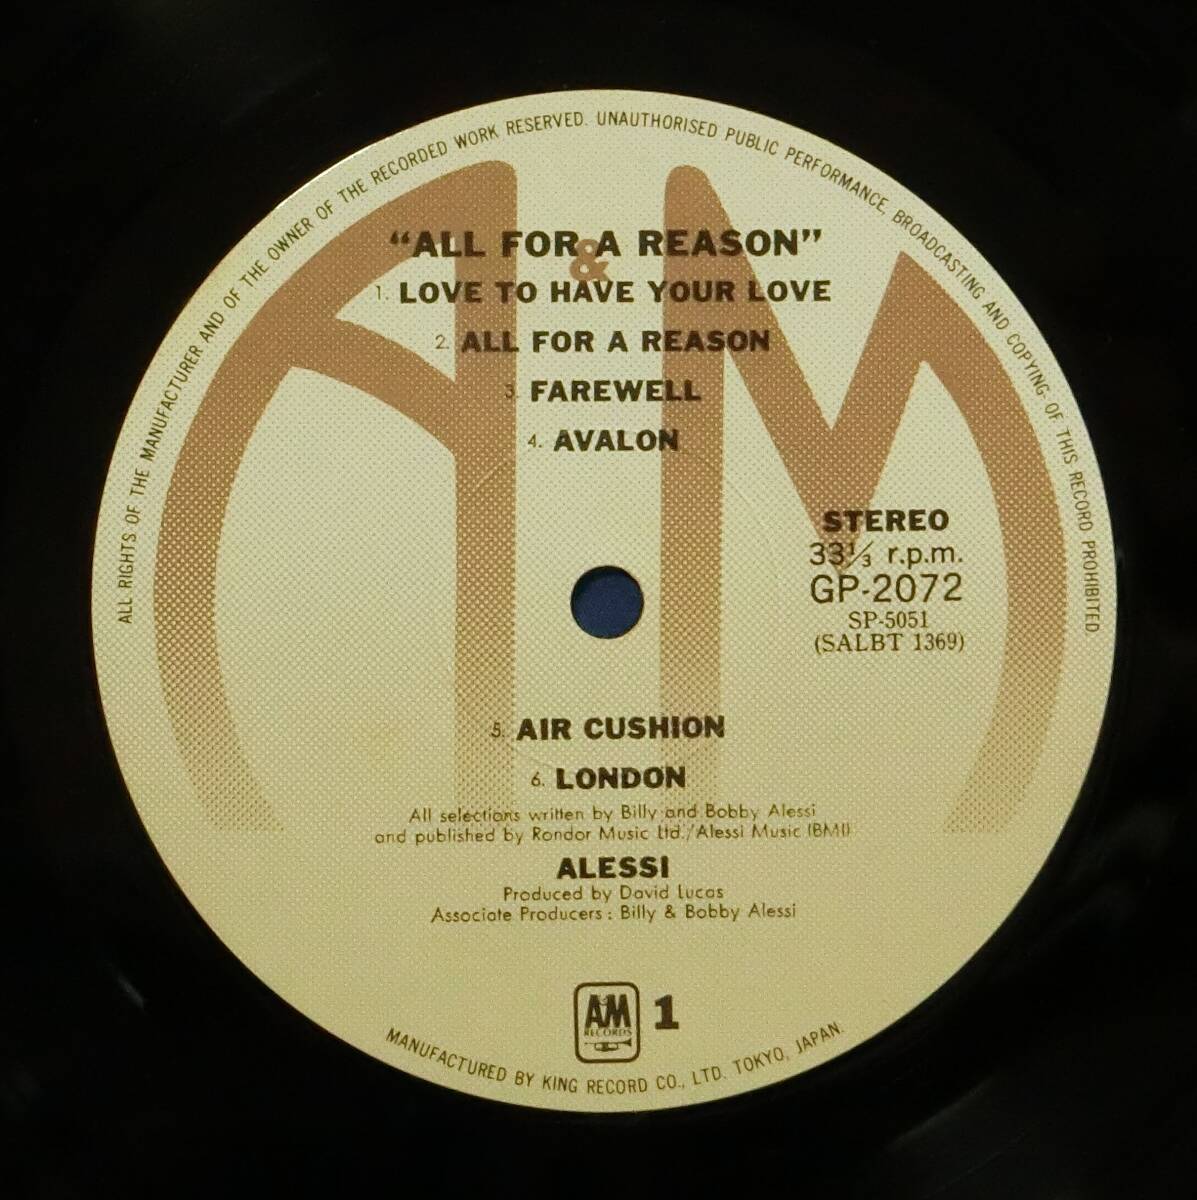 ALL RIGHTS OF THE MANUFACTURER AND OF THE OWNER OF THE RECORDED WORK RESERVED. UNAUTHORISED PUBLIC PERFORMANCE, BROADCASTING AND COPYING OF THIS RECORD PROHIBITED.
A&M
“ALL FOR A REASON”
1. LOVE TO HAVE YOUR LOVE
2. ALL FOR A REASON
3. FAREWELL
4. AVALON
STEREO
33⅓ r.p.m.
GP-2072
SP-5051
(SALBT 1369)
5. AIR CUSHION
6. LONDON
All selections written by Billy and Bobby Alessi
and published by Rondor Music Ltd./Alessi Music (BMI)
ALESSI
Produced by David Lucas
Associate Producers : Billy & Bobby Alessi
A&M RECORDS
1
MANUFACTURED BY KING RECORD CO., LTD. TOKYO, JAPAN.